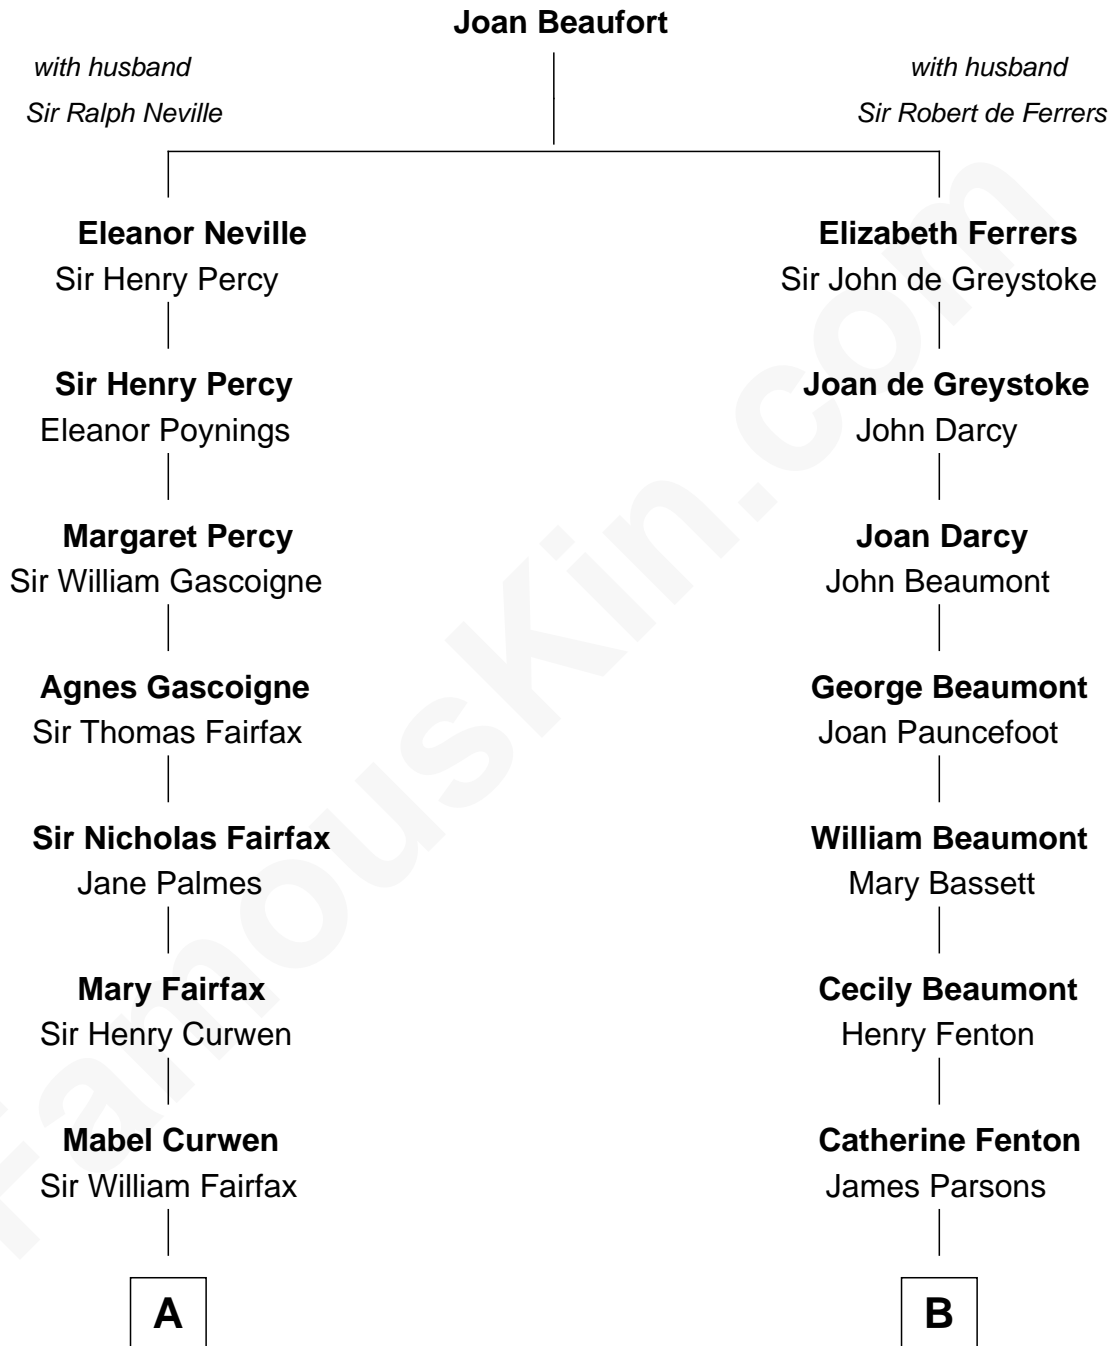 Joan Beaufort
with husband
Sir Ralph Neville
with husband
Sir Robert de Ferrers
Eleanor Neville
Sir Henry Percy
Elizabeth Ferrers
Sir John de Greystoke
Sir Henry Percy
Eleanor Poynings
Joan de Greystoke
John Darcy
Margaret Percy
Sir William Gascoigne
Joan Darcy
John Beaumont
Agnes Gascoigne
Sir Thomas Fairfax
George Beaumont
Joan Pauncefoot
Sir Nicholas Fairfax
Jane Palmes
William Beaumont
Mary Bassett
Mary Fairfax
Sir Henry Curwen
Cecily Beaumont
Henry Fenton
Mabel Curwen
Sir William Fairfax
Catherine Fenton
James Parsons
A
B
FamousKin.com